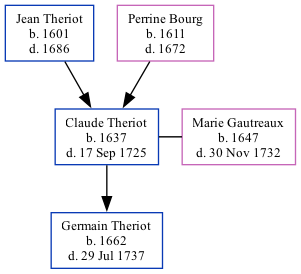 Jean Theriot
b. 1601
d. 1686
Perrine Bourg
b. 1611
d. 1672
Claude Theriot
b. 1637
d. 17 Sep 1725
Marie Gautreaux
b. 1647
d. 30 Nov 1732
Germain Theriot
b. 1662
d. 29 Jul 1737